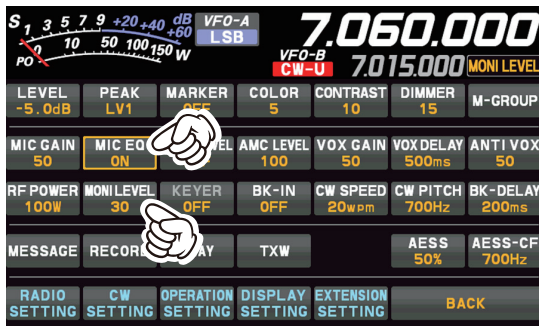 S 1 3 5 7 9 +20 +40 +60 dB
PO 0 10 50 100 150 W
VFO-A
LSB
7.060.000
VFO-B
CW-U
7.015.000
MONI LEVEL
LEVEL PEAK MARKER COLOR CONTRAST DIMMER M-GROUP
-5.0dB LV1 OFF 5 10 15
MIC GAIN MIC EQ AMC LEVEL VOX GAIN VOX DELAY ANTI VOX
50 ON 100 50 500ms 50
RF POWER MONI LEVEL KEYER BK-IN CW SPEED CW PITCH BK-DELAY
100W 30 OFF OFF 20wpm 700Hz 200ms
MESSAGE RECORD TXW AESS AESS-CF
50% 700Hz
RADIO CW OPERATION DISPLAY EXTENSION BACK
SETTING SETTING SETTING SETTING SETTING